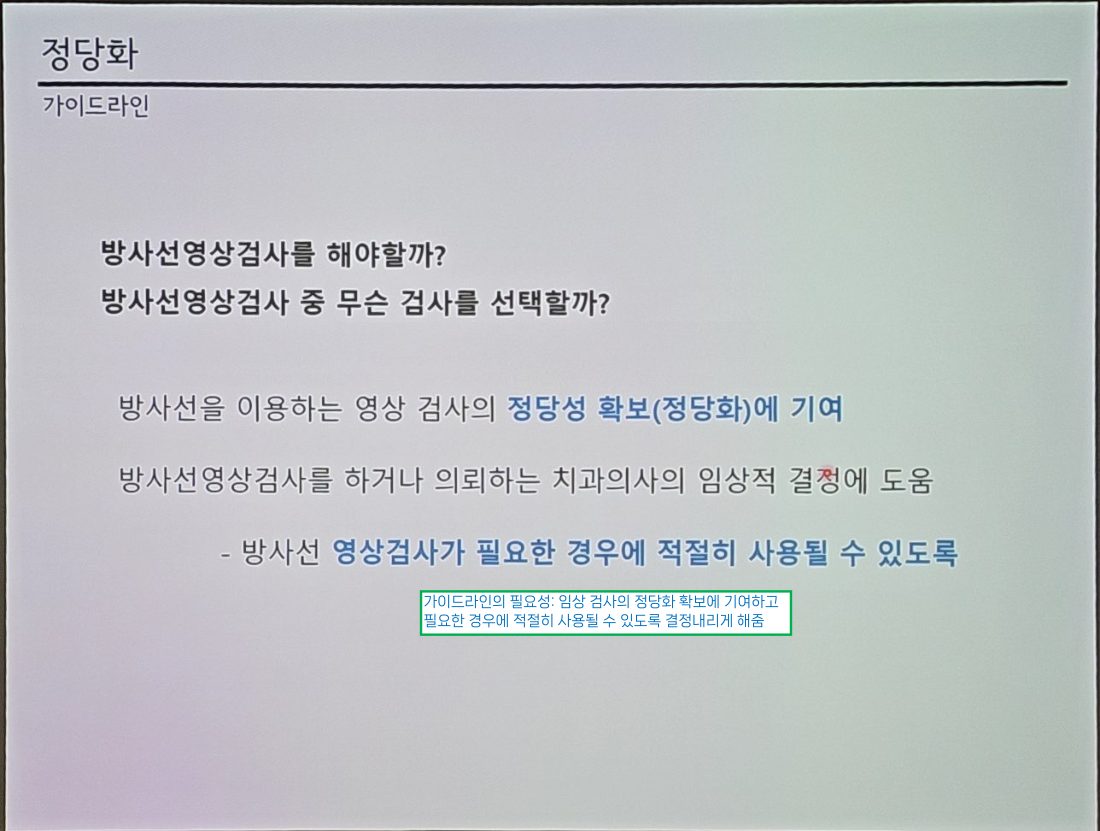 정당화
가이드라인
방사선영상검사를 해야할까?
방사선영상검사 중 무슨 검사를 선택할까?
방사선을 이용하는 영상 검사의 정당성 확보(정당화)에 기여
방사선영상검사를 하거나 의뢰하는 치과의사의 임상적 결정에 도움
- 방사선 영상검사가 필요한 경우에 적절히 사용될 수 있도록
가이드라인의 필요성: 임상 검사의 정당화 확보에 기여하고
필요한 경우에 적절히 사용될 수 있도록 결정내리게 해줌